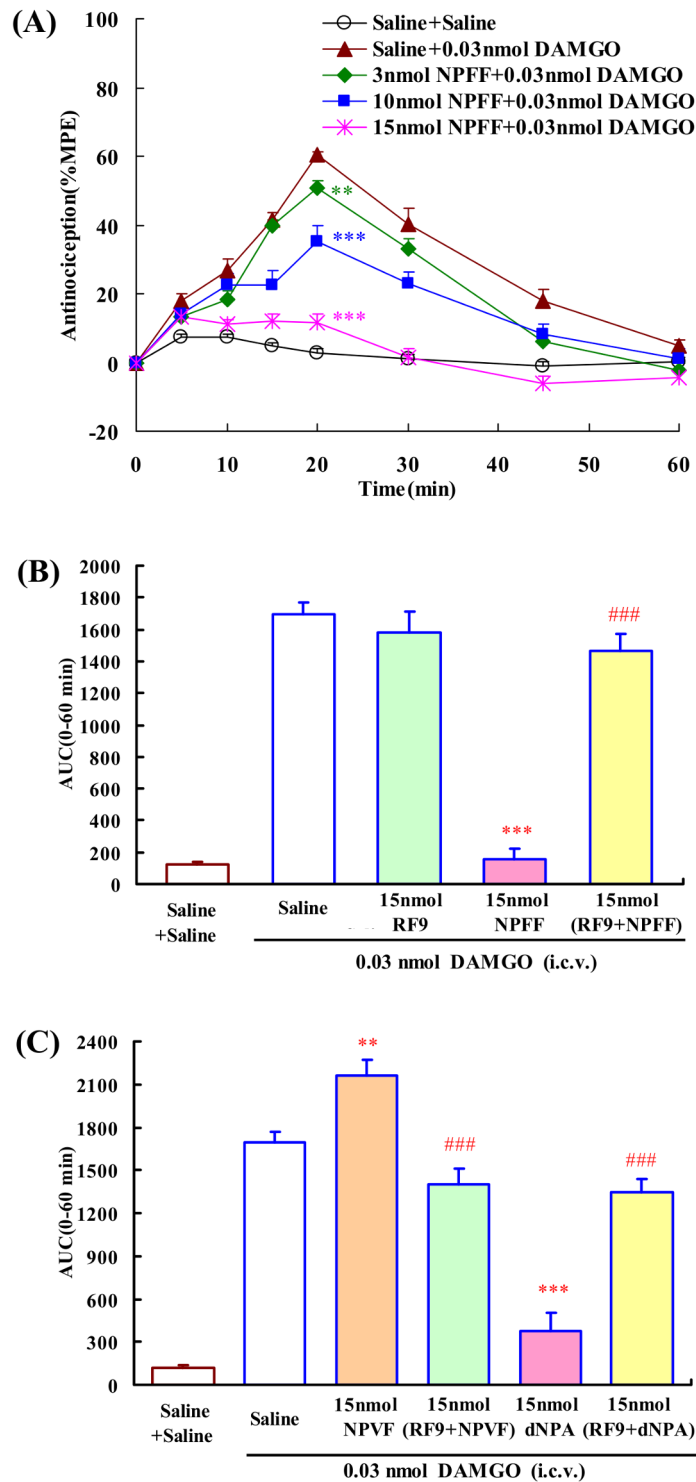 (A)
Saline+Saline
Saline+0.03nmol DAMGO
3nmol NPFF+0.03nmol DAMGO
10nmol NPFF+0.03nmol DAMGO
15nmol NPFF+0.03nmol DAMGO
Antinociception(%MPE)
100
80
60
40
20
0
-20
**
***
***
0 10 20 30 40 50 60
Time(min)
(B)
AUC(0-60 min)
2000
1800
1600
1400
1200
1000
800
600
400
200
0
***
###
Saline
+Saline
Saline
15nmol
RF9
15nmol
NPFF
15nmol
(RF9+NPFF)
0.03 nmol DAMGO (i.c.v.)
(C)
AUC(0-60 min)
2400
2100
1800
1500
1200
900
600
300
0
**
###
***
###
Saline
+Saline
Saline
15nmol
NPVF
15nmol
(RF9+NPVF)
15nmol
dNPA
15nmol
(RF9+dNPA)
0.03 nmol DAMGO (i.c.v.)